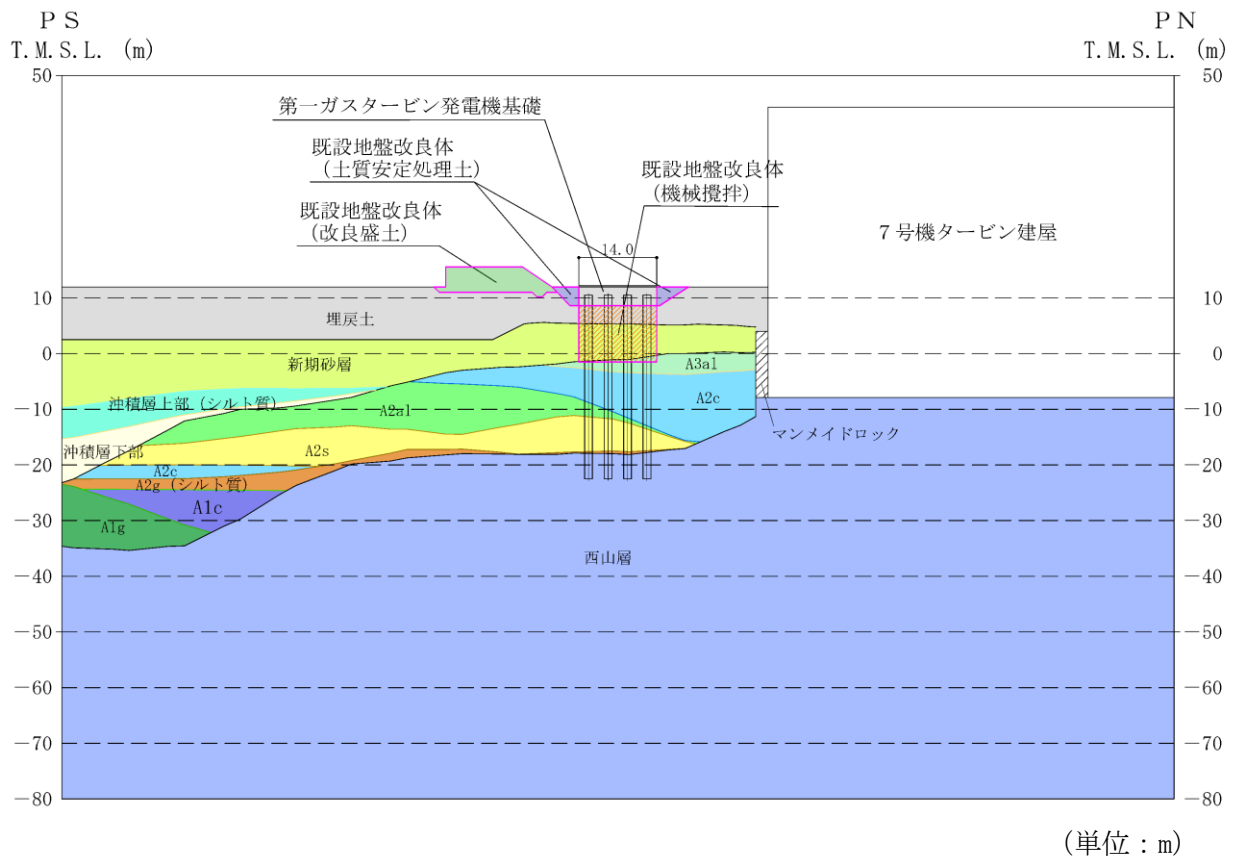 ＰＳ
T.M.S.L. (m)
ＰＮ
T.M.S.L. (m)
50
50
第一ガスタービン発電機基礎
既設地盤改良体
（土質安定処理土）
既設地盤改良体
（機械攪拌）
既設地盤改良体
（改良盛土）
７号機タービン建屋
14.0
10
10
埋戻土
0
0
新期砂層
A3al
沖積層上部（シルト質）
−10
−10
A2al
A2c
マンメイドロック
沖積層下部
A2s
−20
−20
A2c
A2g（シルト質）
A1c
−30
−30
A1g
西山層
−40
−40
−50
−50
−60
−60
−70
−70
−80
−80
（単位：m）